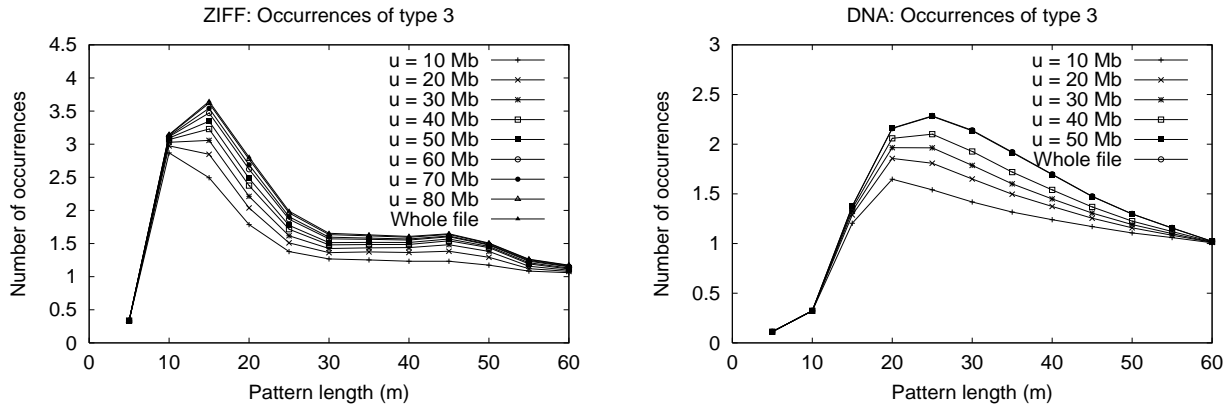 ZIFF: Occurrences of type 3
Number of occurrences
4.5
4
3.5
3
2.5
2
1.5
1
0.5
0
u = 10 Mb
u = 20 Mb
u = 30 Mb
u = 40 Mb
u = 50 Mb
u = 60 Mb
u = 70 Mb
u = 80 Mb
Whole file
0 10 20 30 40 50 60
Pattern length (m)
DNA: Occurrences of type 3
Number of occurrences
3
2.5
2
1.5
1
0.5
0
u = 10 Mb
u = 20 Mb
u = 30 Mb
u = 40 Mb
u = 50 Mb
Whole file
0 10 20 30 40 50 60
Pattern length (m)